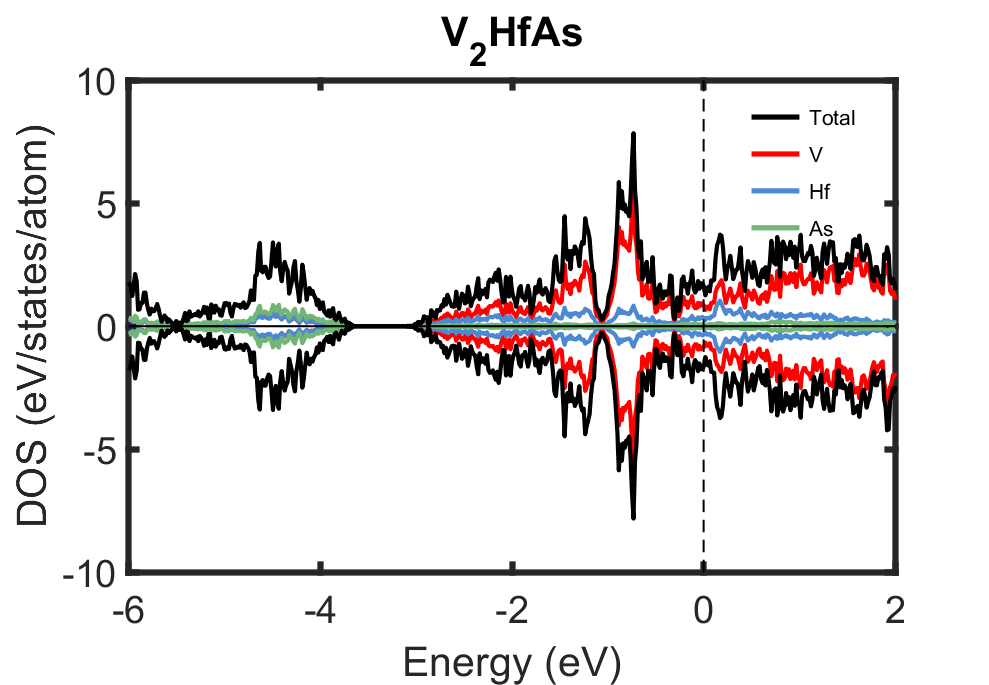 V₂HfAs
10
5
0
-5
-10
DOS (eV/states/atom)
Total
V
Hf
As
-6 -4 -2 0 2
Energy (eV)